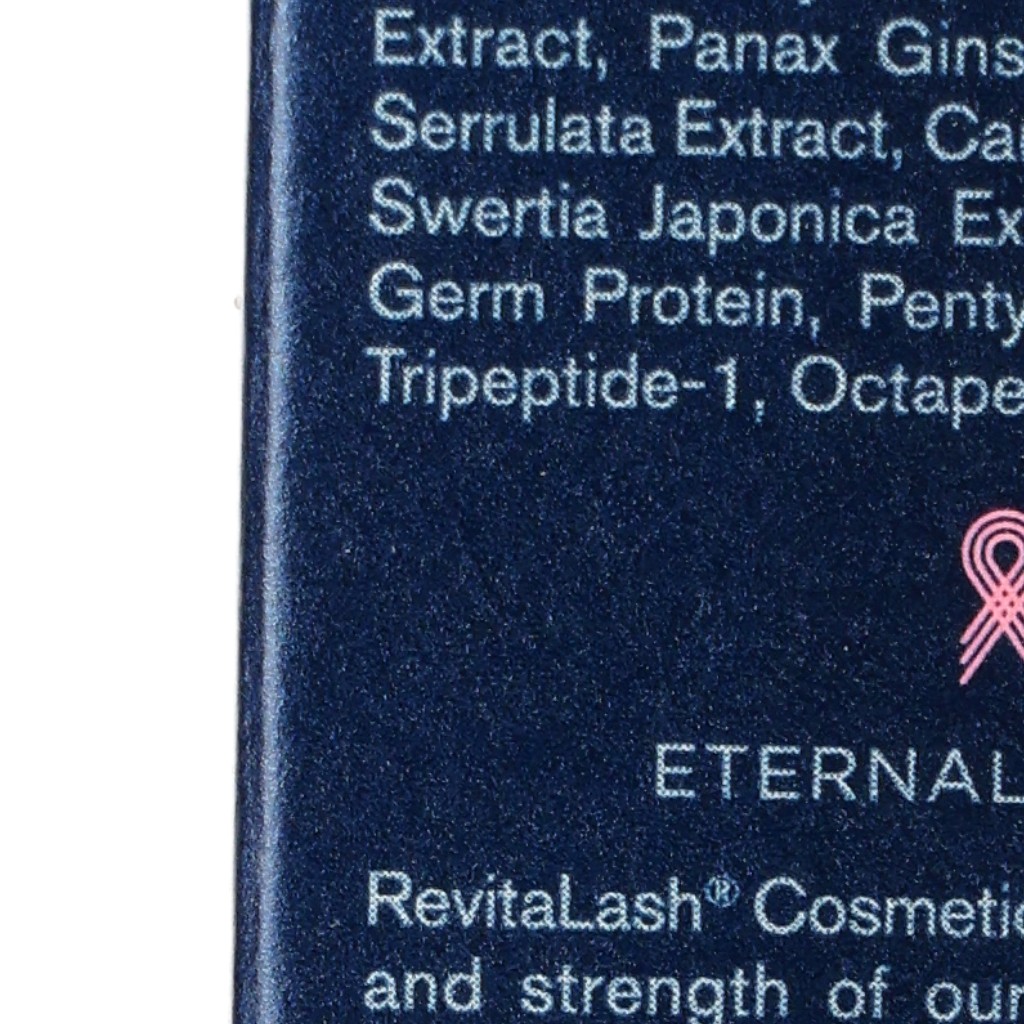 Extract, Panax Gins
Serrulata Extract, Ca
Swertia Japonica Ex
Germ Protein, Penty
Tripeptide-1, Octape
ETERNAL
RevitaLash® Cosmetic
and strength of our